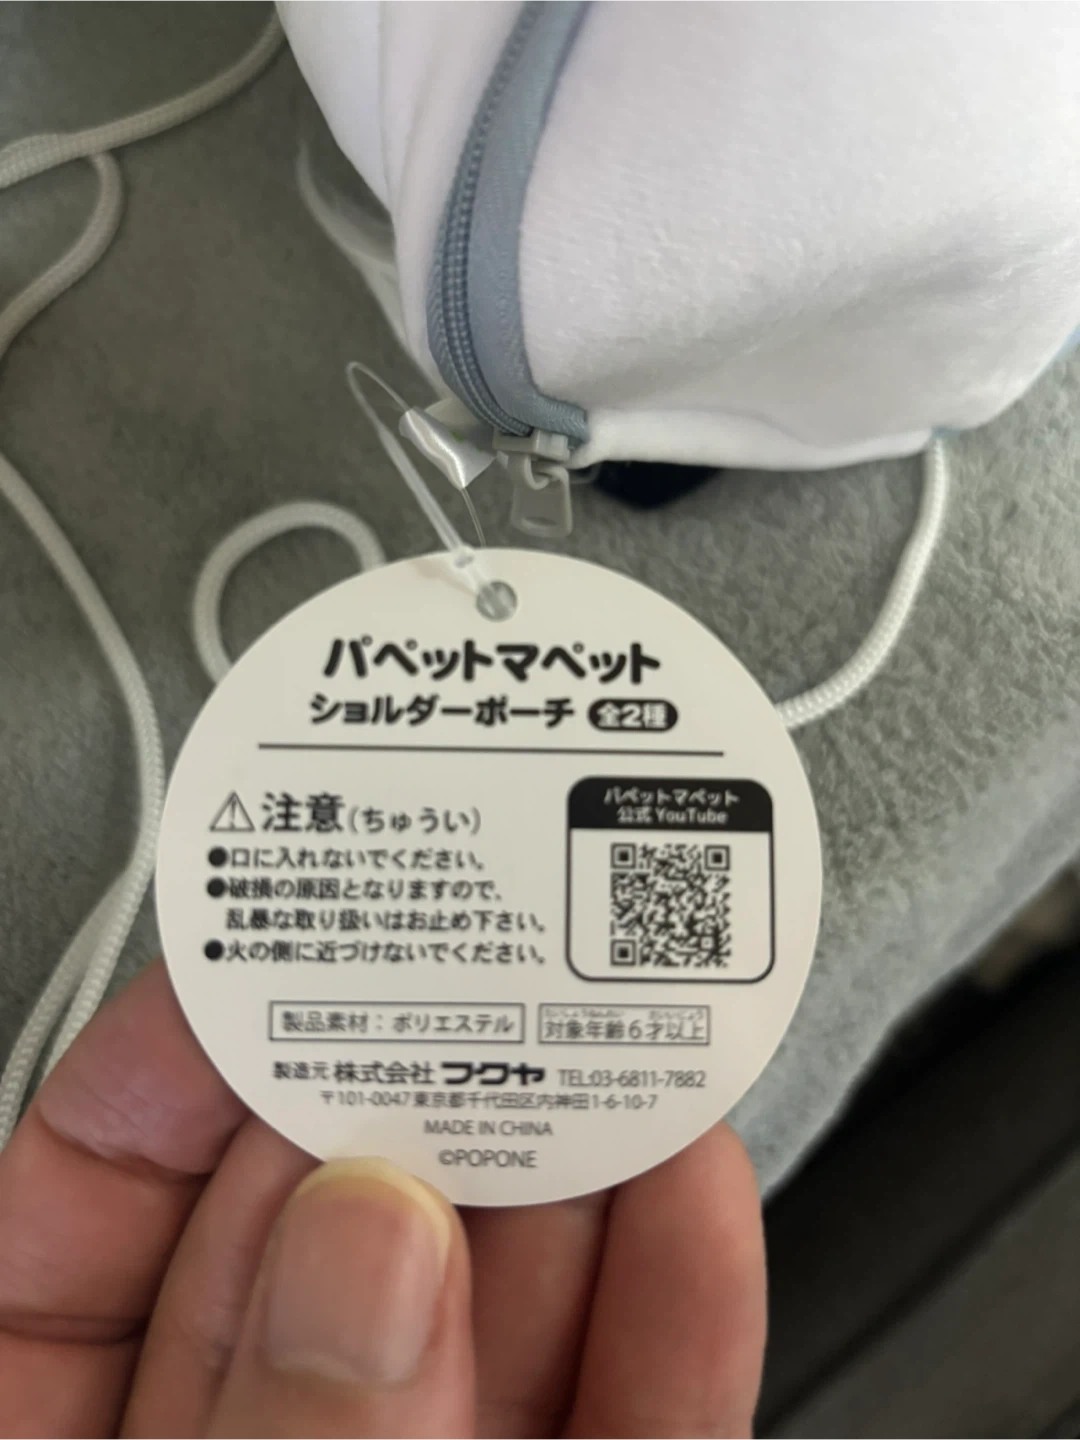 パペットマペット
ショルダーポーチ 全2種
⚠注意(ちゅうい)
●口に入れないでください。
●破損の原因となりますので、
乱暴な取り扱いはお止め下さい。
●火の側に近づけないでください。
パペットマペット
公式 YouTube
製品素材：ポリエステル
対象年齢6才以上
製造元 株式会社 フクヤ TEL:03-6811-7882
〒101-0047 東京都千代田区内神田1-6-10-7
MADE IN CHINA
©POPONE